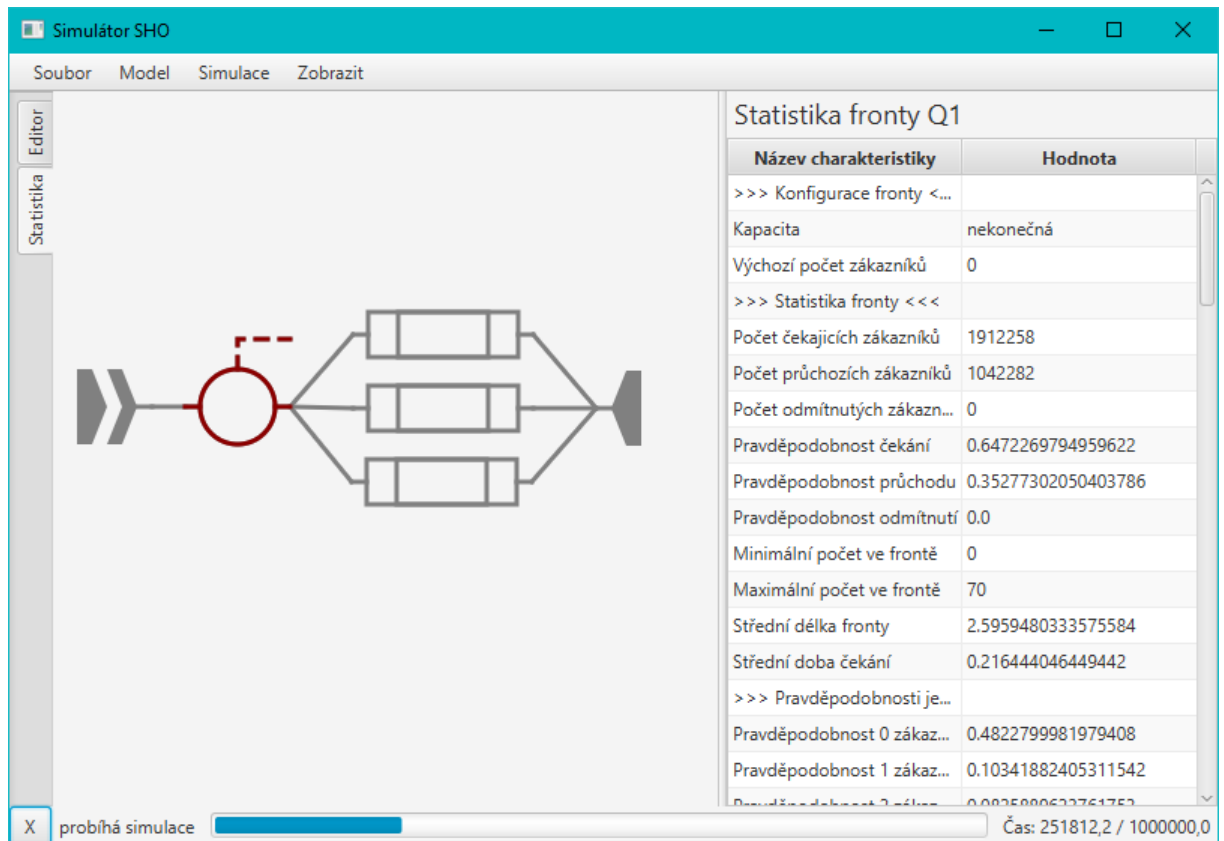 Simulátor SHO
Soubor Model Simulace Zobrazit
Editor
Statistika
Statistika fronty Q1
Název charakteristiky Hodnota
>>> Konfigurace fronty <...
Kapacita nekonečná
Výchozí počet zákazníků 0
>>> Statistika fronty <<<
Počet čekajicích zákazníků 1912258
Počet průchozích zákazníků 1042282
Počet odmítnutých zákazn... 0
Pravděpodobnost čekání 0.6472269794959622
Pravděpodobnost průchodu 0.35277302050403786
Pravděpodobnost odmítnutí 0.0
Minimální počet ve frontě 0
Maximální počet ve frontě 70
Střední délka fronty 2.5959480333575584
Střední doba čekání 0.216444046449442
>>> Pravděpodobnosti je...
Pravděpodobnost 0 zákaz... 0.4822799981979408
Pravděpodobnost 1 zákaz... 0.10341882405311542
X probíhá simulace Čas: 251812,2 / 1000000,0